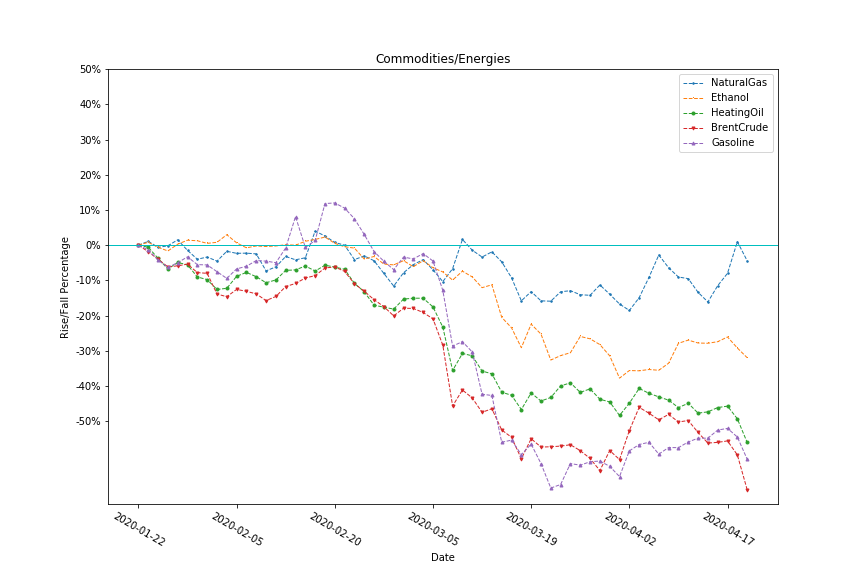 Commodities/Energies
50%
40%
30%
20%
10%
0%
-10%
-20%
-30%
-40%
-50%
Rise/Fall Percentage
NaturalGas
Ethanol
HeatingOil
BrentCrude
Gasoline
2020-01-22
2020-02-05
2020-02-20
2020-03-05
2020-03-19
2020-04-02
2020-04-17
Date